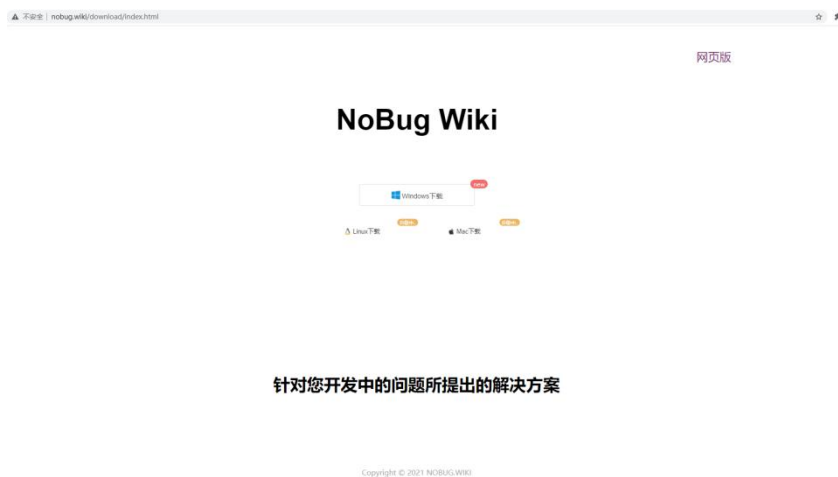 不安全 | nobug.wiki/download/index.html
网页版
NoBug Wiki
Windows下载 new
Linux下载
Mac下载
针对您开发中的问题所提出的解决方案
Copyright © 2021 NOBUG.WIKI